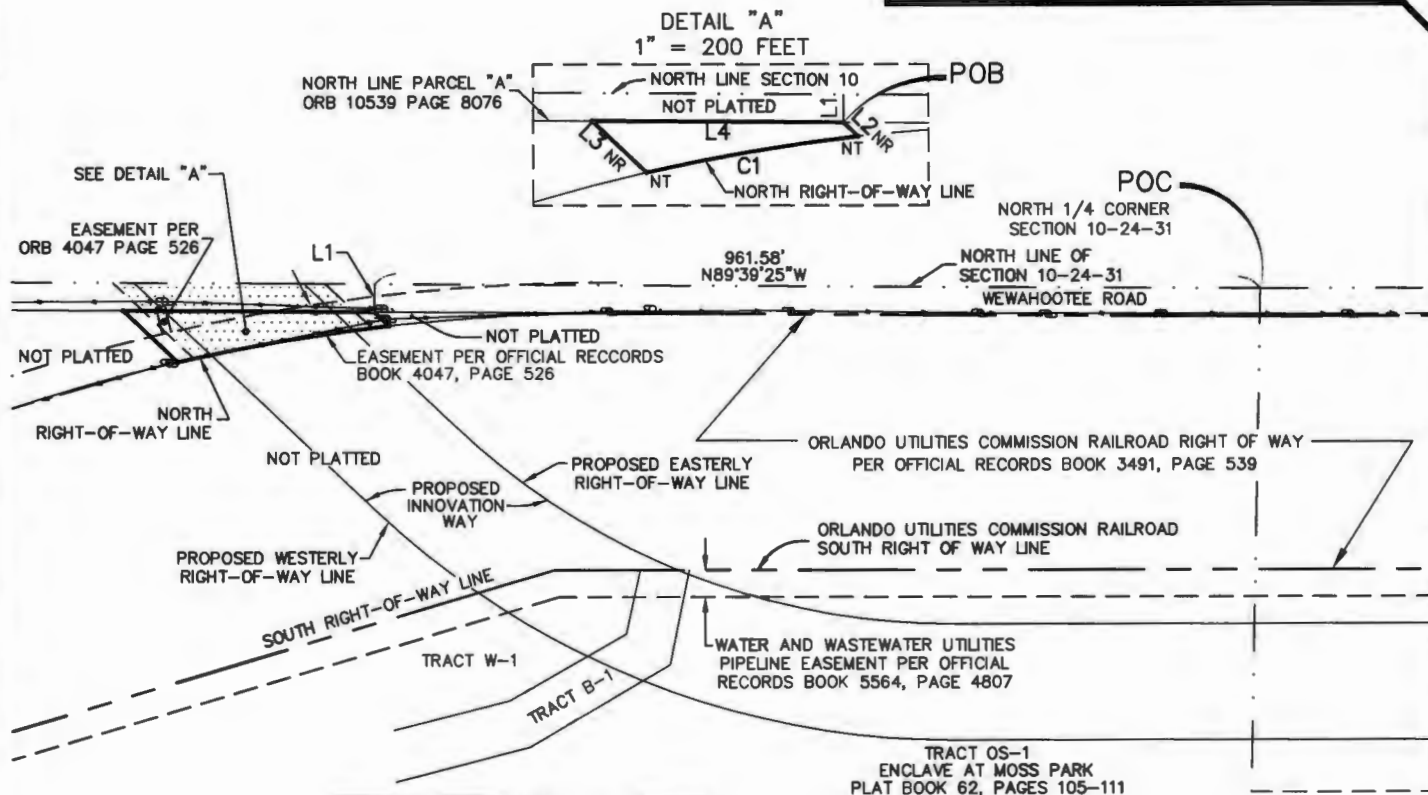 DETAIL "A"
1" = 200 FEET
NORTH LINE PARCEL "A"
ORB 10539 PAGE 8076
NORTH LINE SECTION 10
POB
NOT PLATTED
L1
L4
L2 NR
L3 NR
NT
C1
NT
NORTH RIGHT-OF-WAY LINE
SEE DETAIL "A"
EASEMENT PER
ORB 4047 PAGE 526
L1
POC
NORTH 1/4 CORNER
SECTION 10-24-31
961.58'
N89°39'25"W
NORTH LINE OF
SECTION 10-24-31
WEWAHOOTEE ROAD
NOT PLATTED
NOT PLATTED
EASEMENT PER OFFICIAL RECCORDS
BOOK 4047, PAGE 526
NORTH
RIGHT-OF-WAY LINE
NOT PLATTED
PROPOSED EASTERLY
RIGHT-OF-WAY LINE
ORLANDO UTILITIES COMMISSION RAILROAD RIGHT OF WAY
PER OFFICIAL RECORDS BOOK 3491, PAGE 539
PROPOSED
INNOVATION
WAY
PROPOSED WESTERLY
RIGHT-OF-WAY LINE
ORLANDO UTILITIES COMMISSION RAILROAD
SOUTH RIGHT OF WAY LINE
SOUTH RIGHT-OF-WAY LINE
TRACT W-1
TRACT B-1
WATER AND WASTEWATER UTILITIES
PIPELINE EASEMENT PER OFFICIAL
RECORDS BOOK 5564, PAGE 4807
TRACT OS-1
ENCLAVE AT MOSS PARK
PLAT BOOK 62, PAGES 105-111